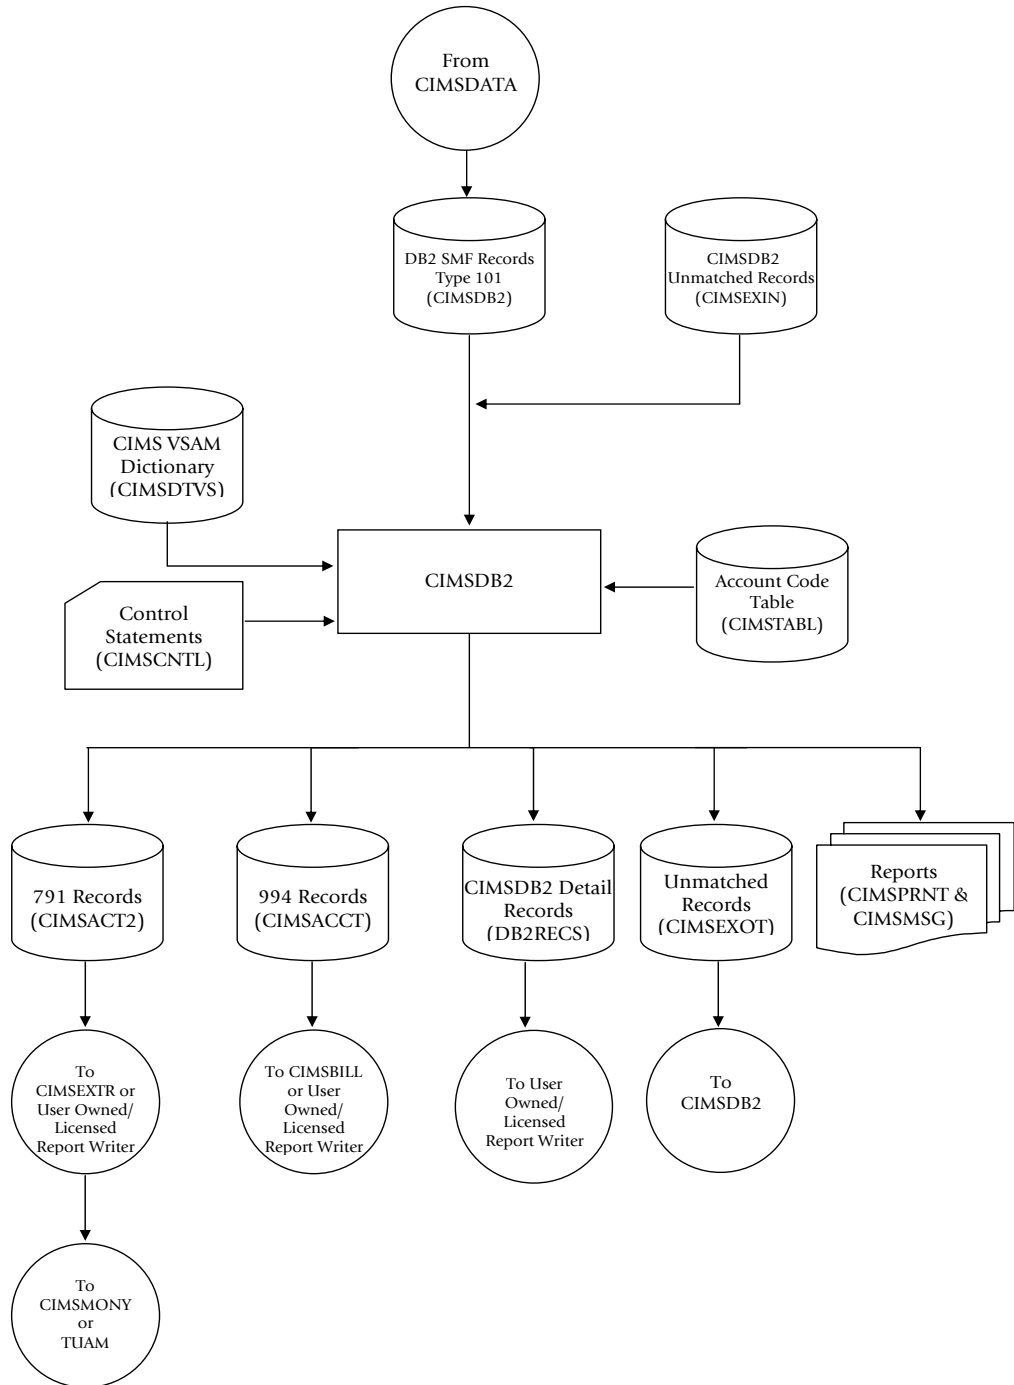 From
CIMSDATA
DB2 SMF Records
Type 101
(CIMSDB2)
CIMSDB2
Unmatched Records
(CIMSEXIN)
CIMS VSAM
Dictionary
(CIMSDTVS)
CIMSDB2
Account Code
Table
(CIMSTABL)
Control
Statements
(CIMSCNTL)
791 Records
(CIMSACT2)
994 Records
(CIMSACCT)
CIMSDB2 Detail
Records
(DB2RECS)
Unmatched
Records
(CIMSEXOT)
Reports
(CIMSPRNT &
CIMSMSG)
To
CIMSEXTR or
User Owned/
Licensed
Report Writer
To CIMSBILL
or User
Owned/
Licensed
Report Writer
To User
Owned/
Licensed
Report Writer
To
CIMSDB2
To
CIMSMONY
or
TUAM